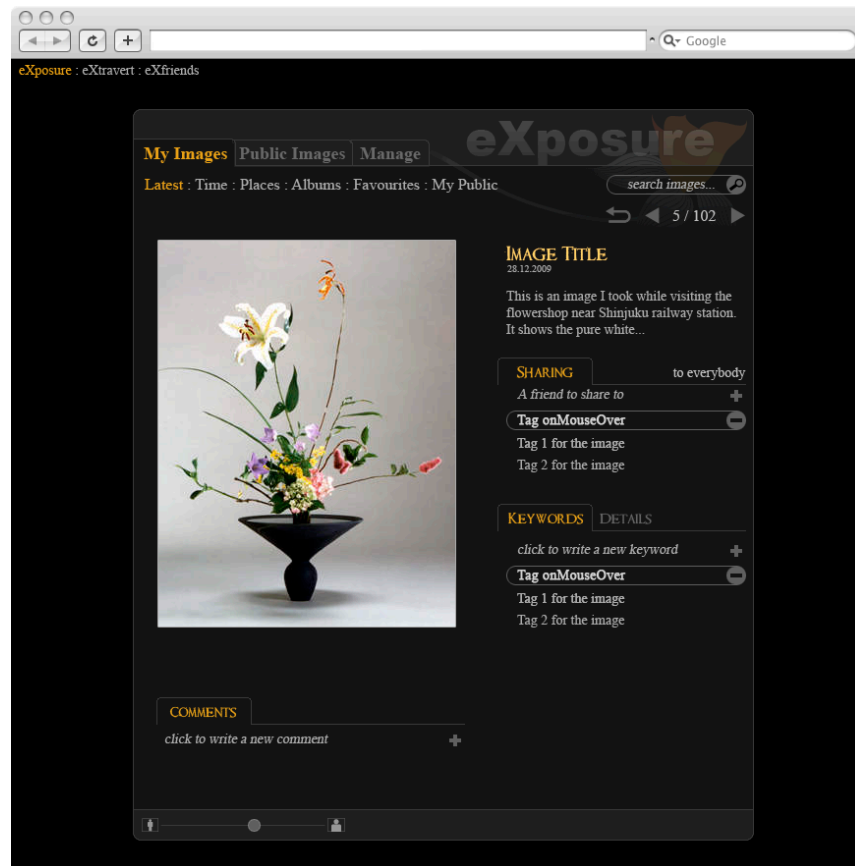 Google
eXposure : eXtravert : eXfriends
eXposure
My Images Public Images Manage
Latest : Time : Places : Albums : Favourites : My Public
search images...
5 / 102
IMAGE TITLE
28.12.2009
This is an image I took while visiting the
flowershop near Shinjuku railway station.
It shows the pure white...
SHARING to everybody
A friend to share to
Tag onMouseOver
Tag 1 for the image
Tag 2 for the image
KEYWORDS DETAILS
click to write a new keyword
Tag onMouseOver
Tag 1 for the image
Tag 2 for the image
COMMENTS
click to write a new comment